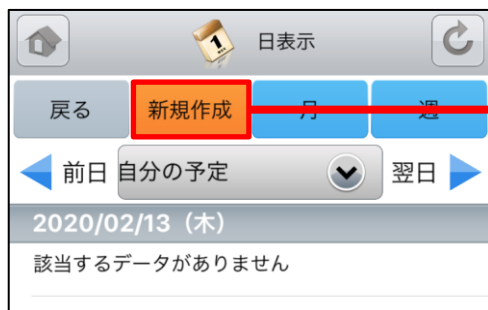 日表示
戻る 新規作成 月 週
前日 自分の予定 翌日
2020/02/13（木）
該当するデータがありません